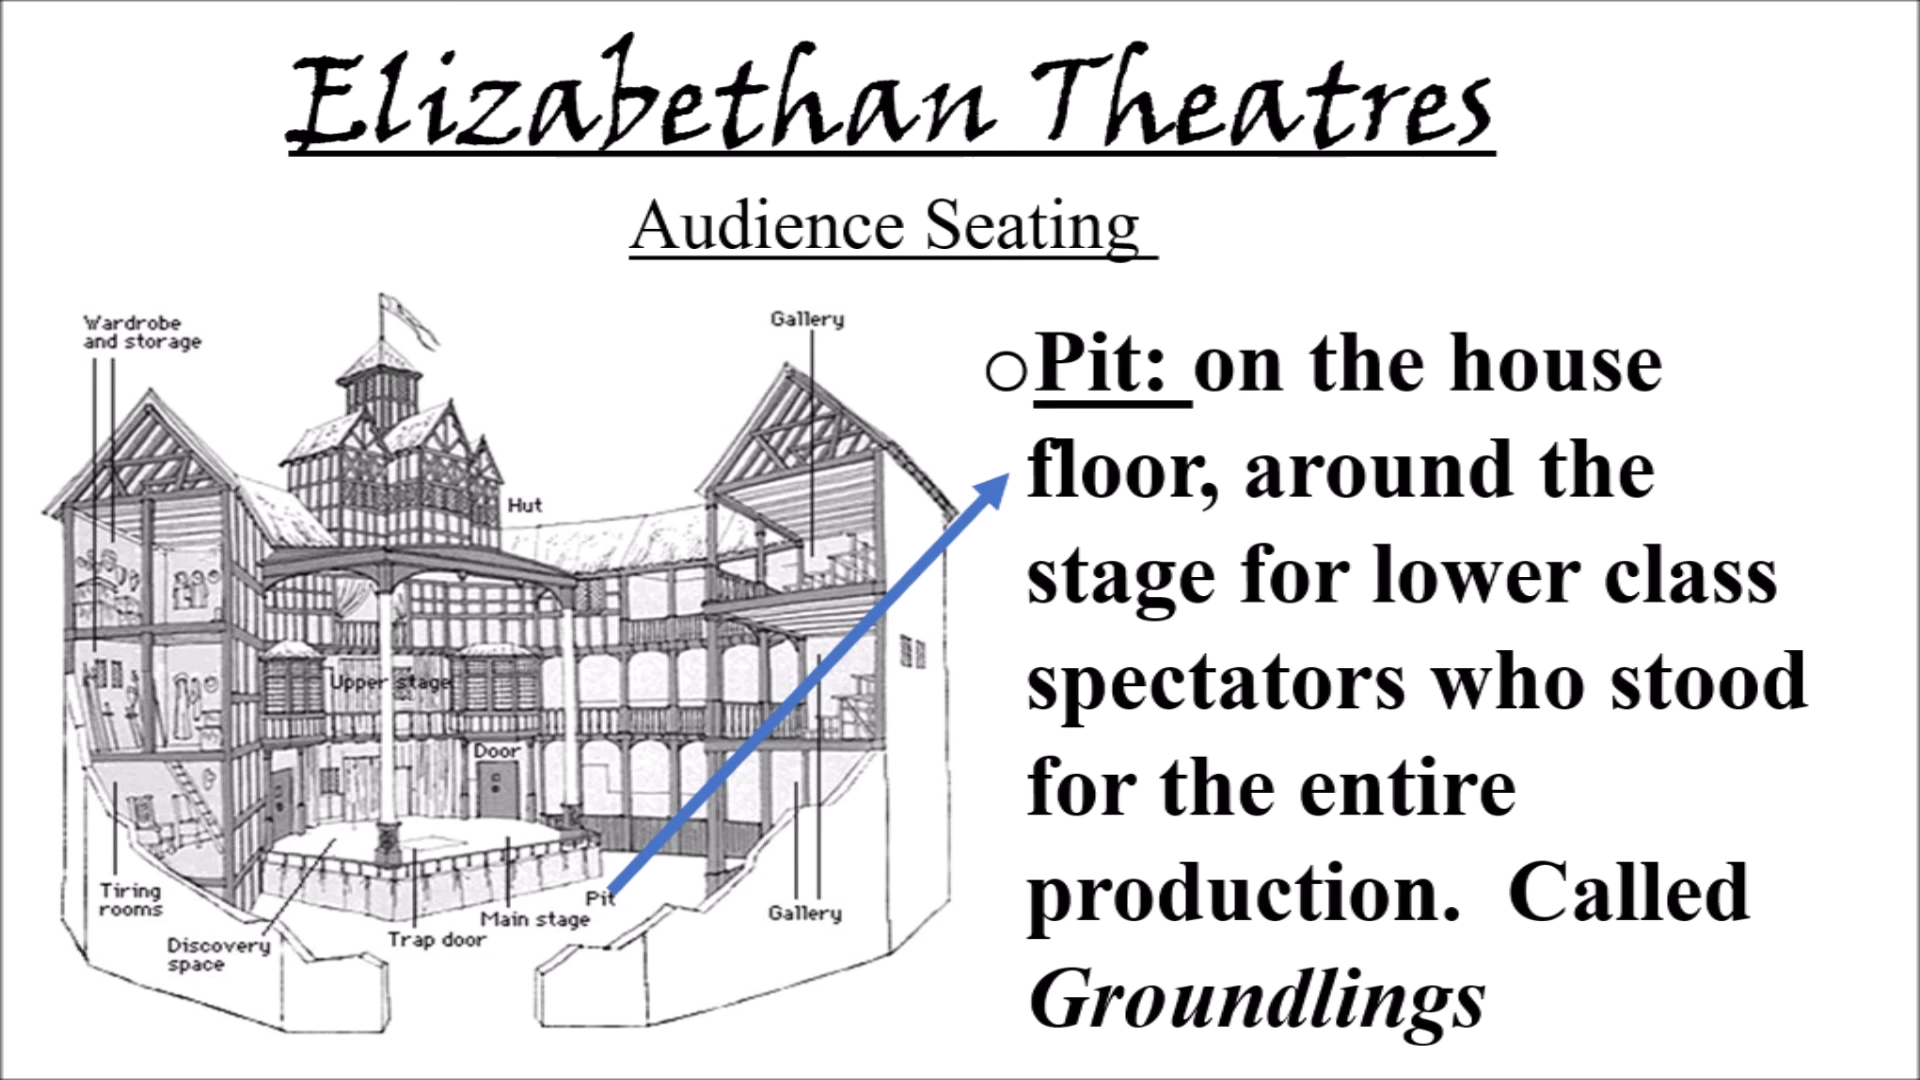 Elizabethan Theatres
Audience Seating
Wardrobe
and storage
Gallery
Hut
Upper stage
Door
Tiring
rooms
Discovery
space
Trap door
Main stage
Pit
Gallery
○Pit: on the house
floor, around the
stage for lower class
spectators who stood
for the entire
production. Called
Groundlings